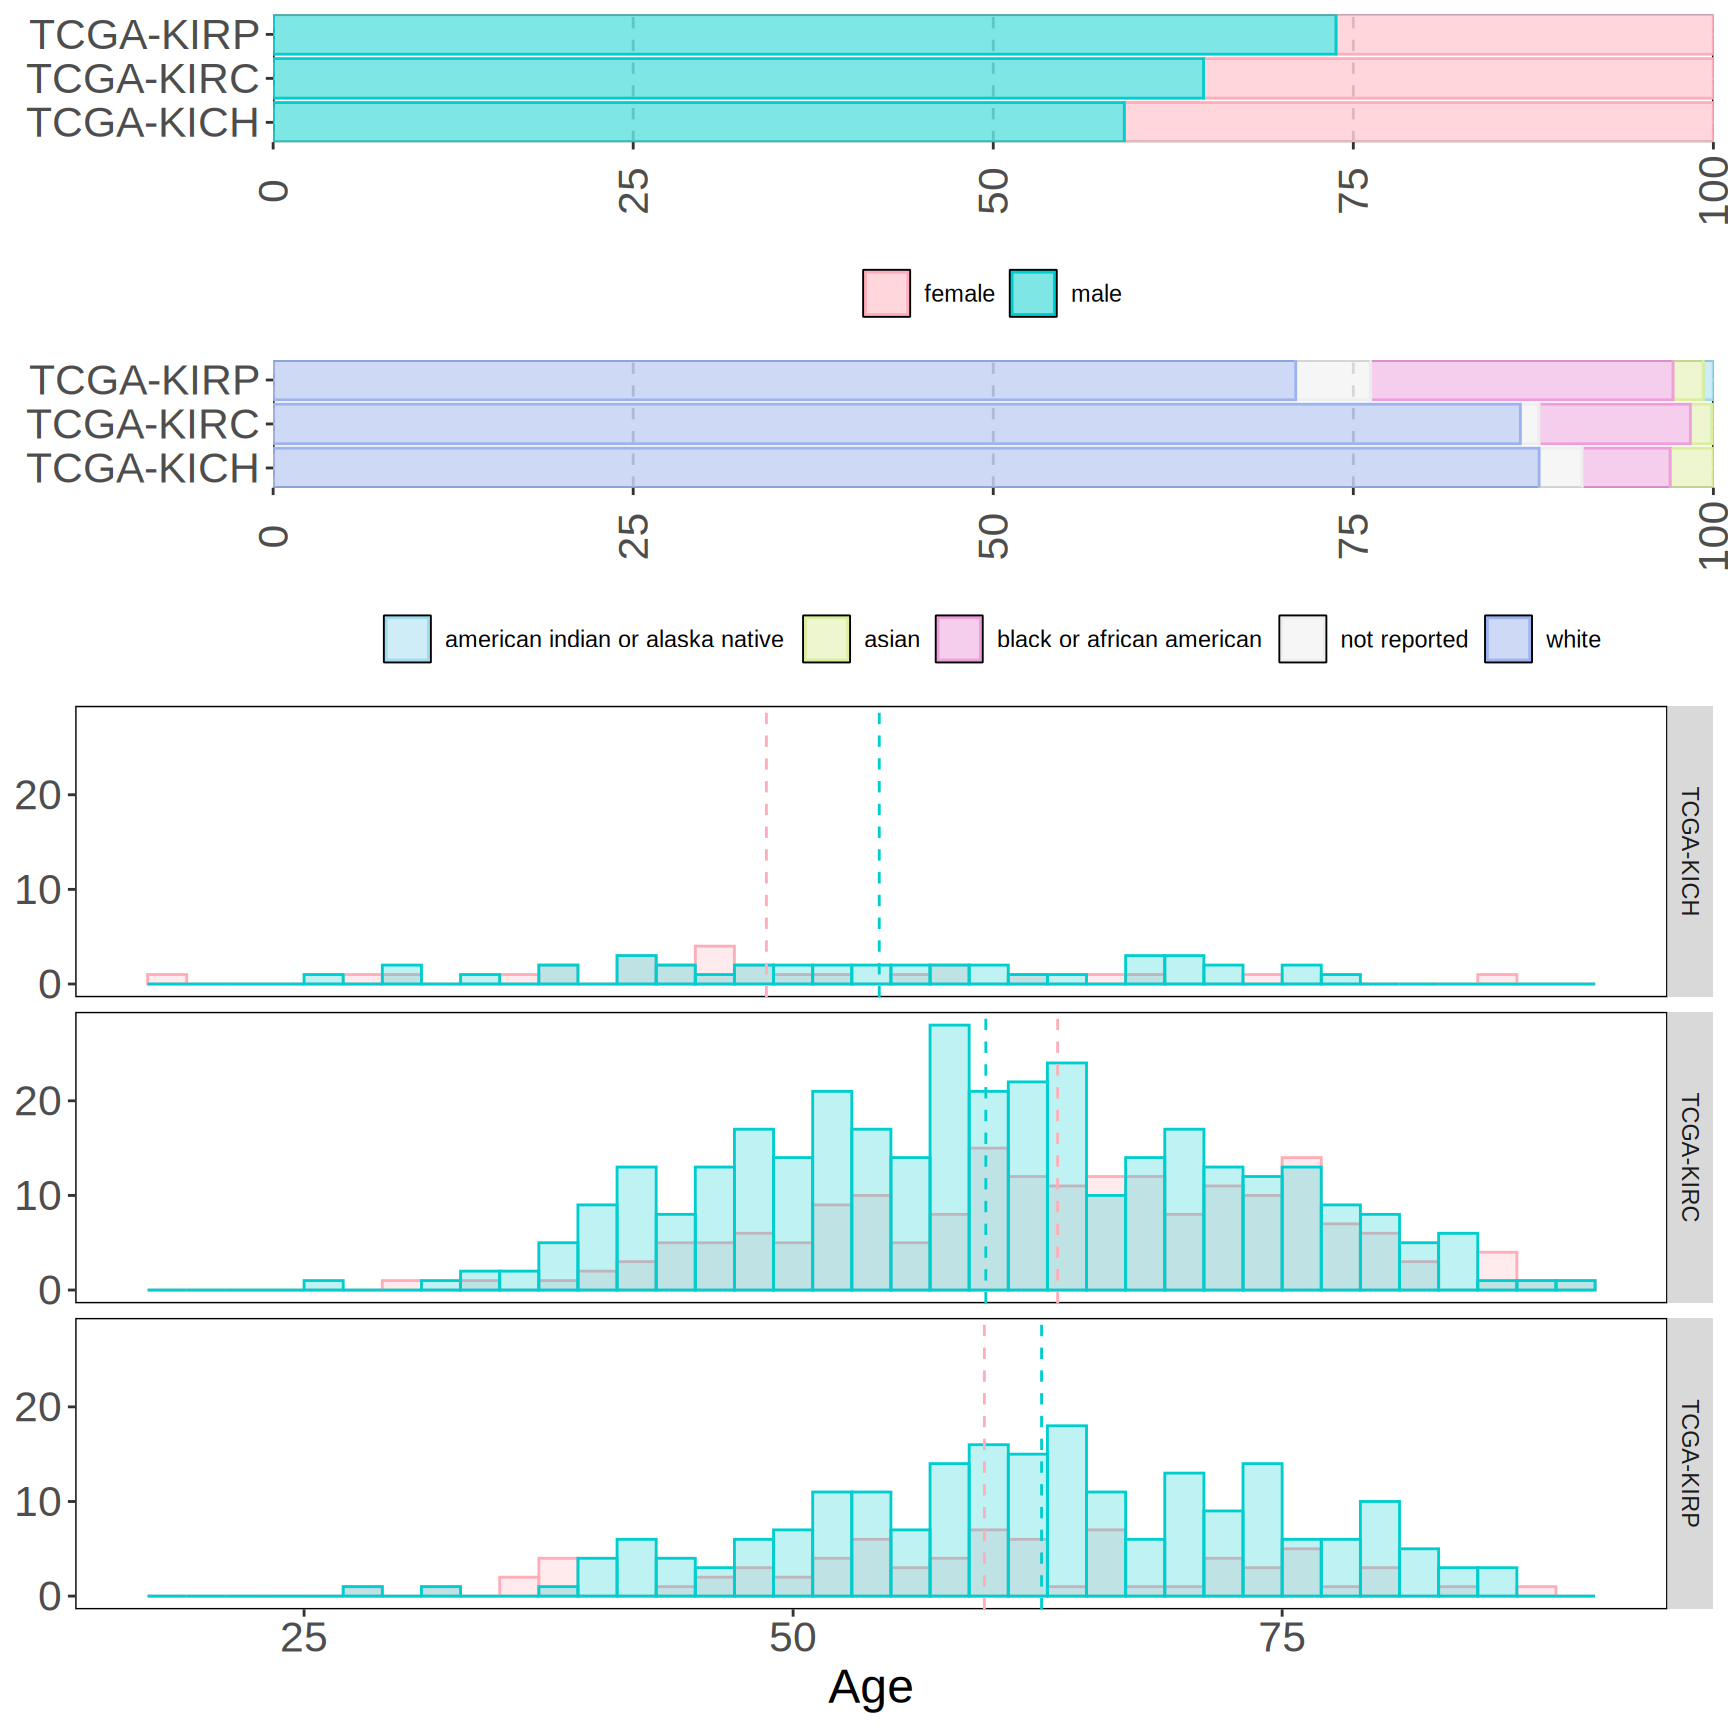 TCGA-KIRP
TCGA-KIRC
TCGA-KICH
0 25 50 75 100
female male
TCGA-KIRP
TCGA-KIRC
TCGA-KICH
0 25 50 75 100
american indian or alaska native asian black or african american not reported white
20
10
0
TCGA-KICH
20
10
0
TCGA-KIRC
20
10
0
TCGA-KIRP
25 50 75
Age